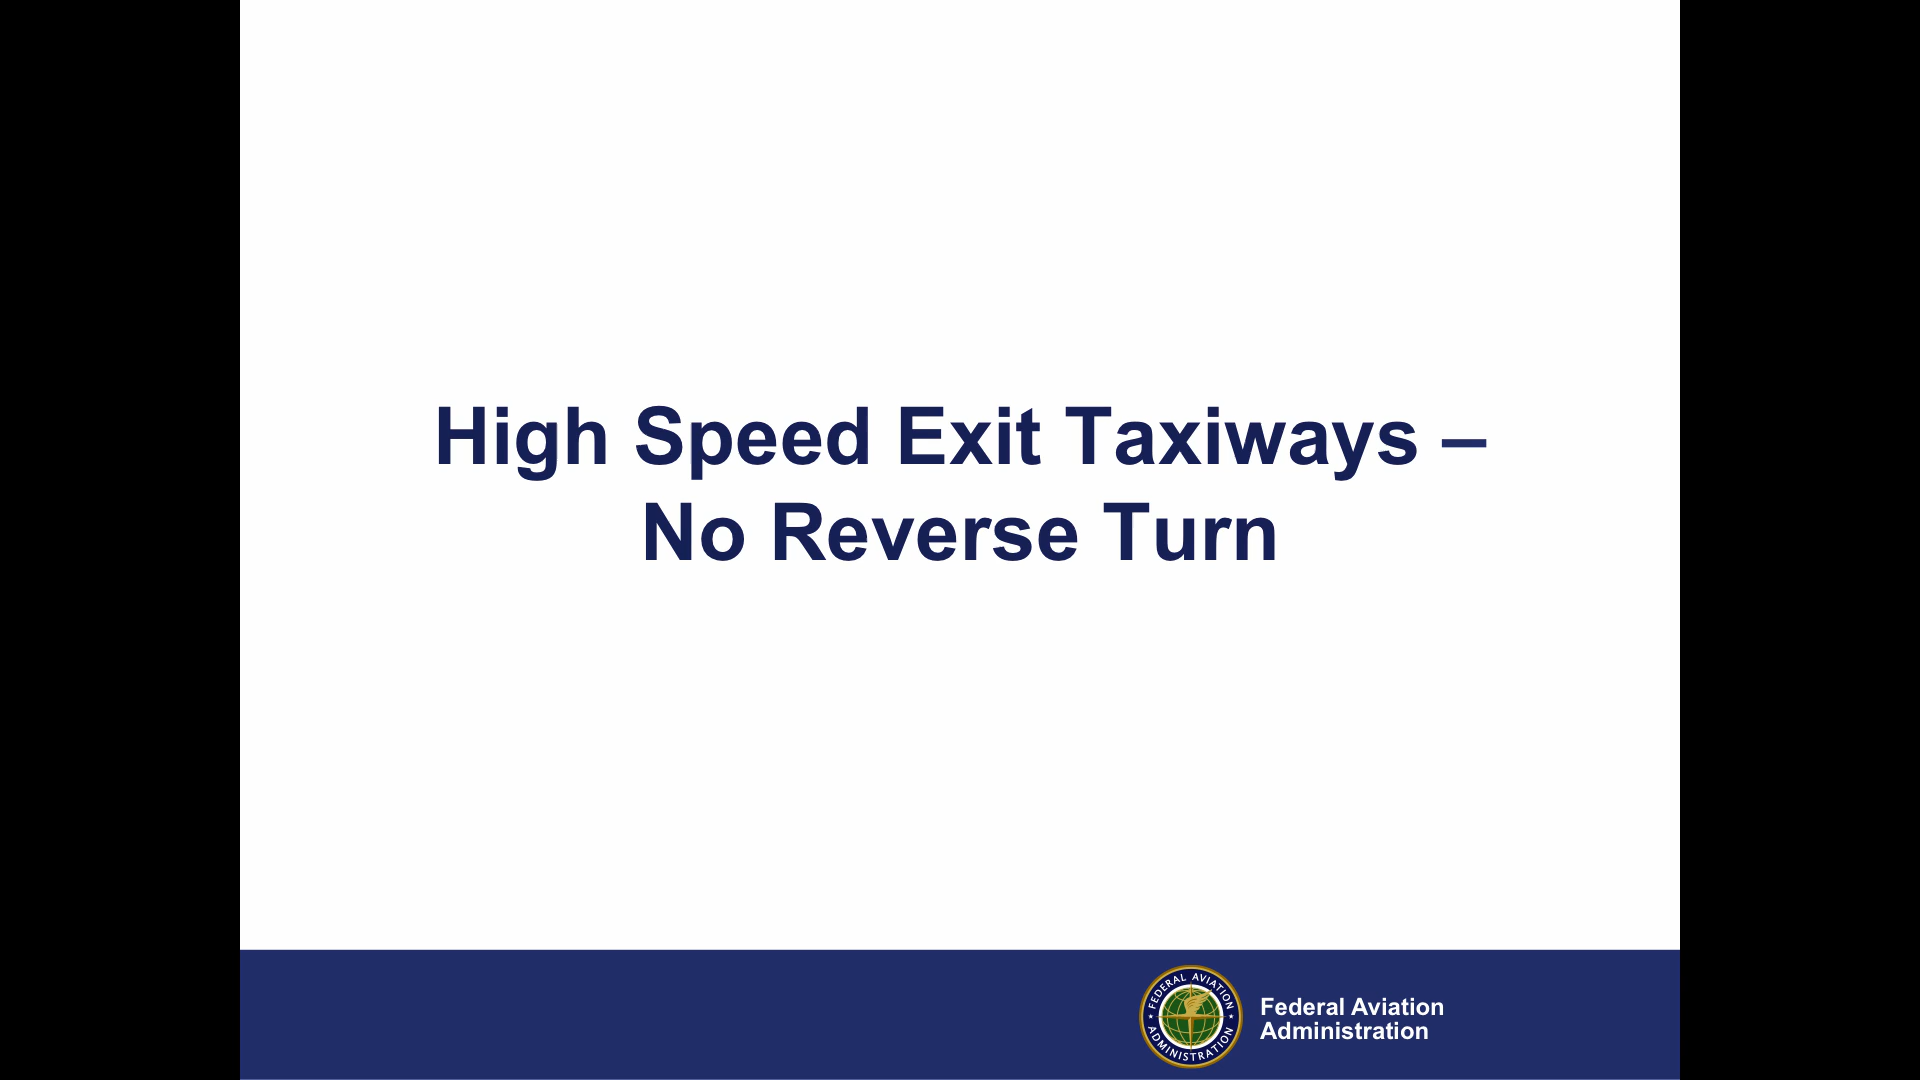 High Speed Exit Taxiways –
No Reverse Turn
FEDERAL AVIATION
ADMINISTRATION
Federal Aviation
Administration